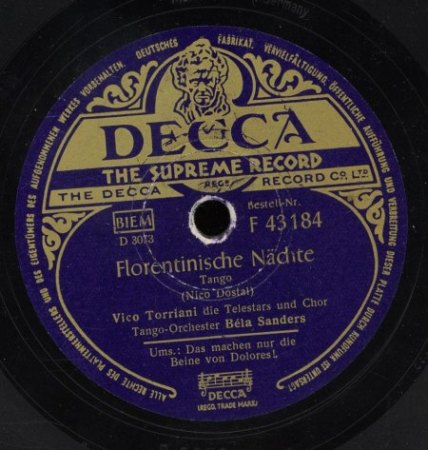 ALLE RECHTE DES PLATTENHERSTELLERS UND DES EIGENTÜMERS DES AUFGENOMMENEN WERKES VORBEHALTEN. DEUTSCHES FABRIKAT. VERVIELFÄLTIGUNG, ÖFFENTLICHE AUFFÜHRUNG UND VERBREITUNG DIESER PLATTE DURCH RUNDFUNK IST UNTERSAGT
DECCA
THE SUPREME RECORD
REGD
THE DECCA RECORD CO., LTD
BIEM
D 3073
Bestell-Nr.
F 43184
Florentinische Nächte
Tango
(Nico Dostal)
Vico Torriani die Telestars und Chor
Tango-Orchester Béla Sanders
Ums.: Das machen nur die
Beine von Dolores!.
DECCA
(REGD. TRADE MARK)